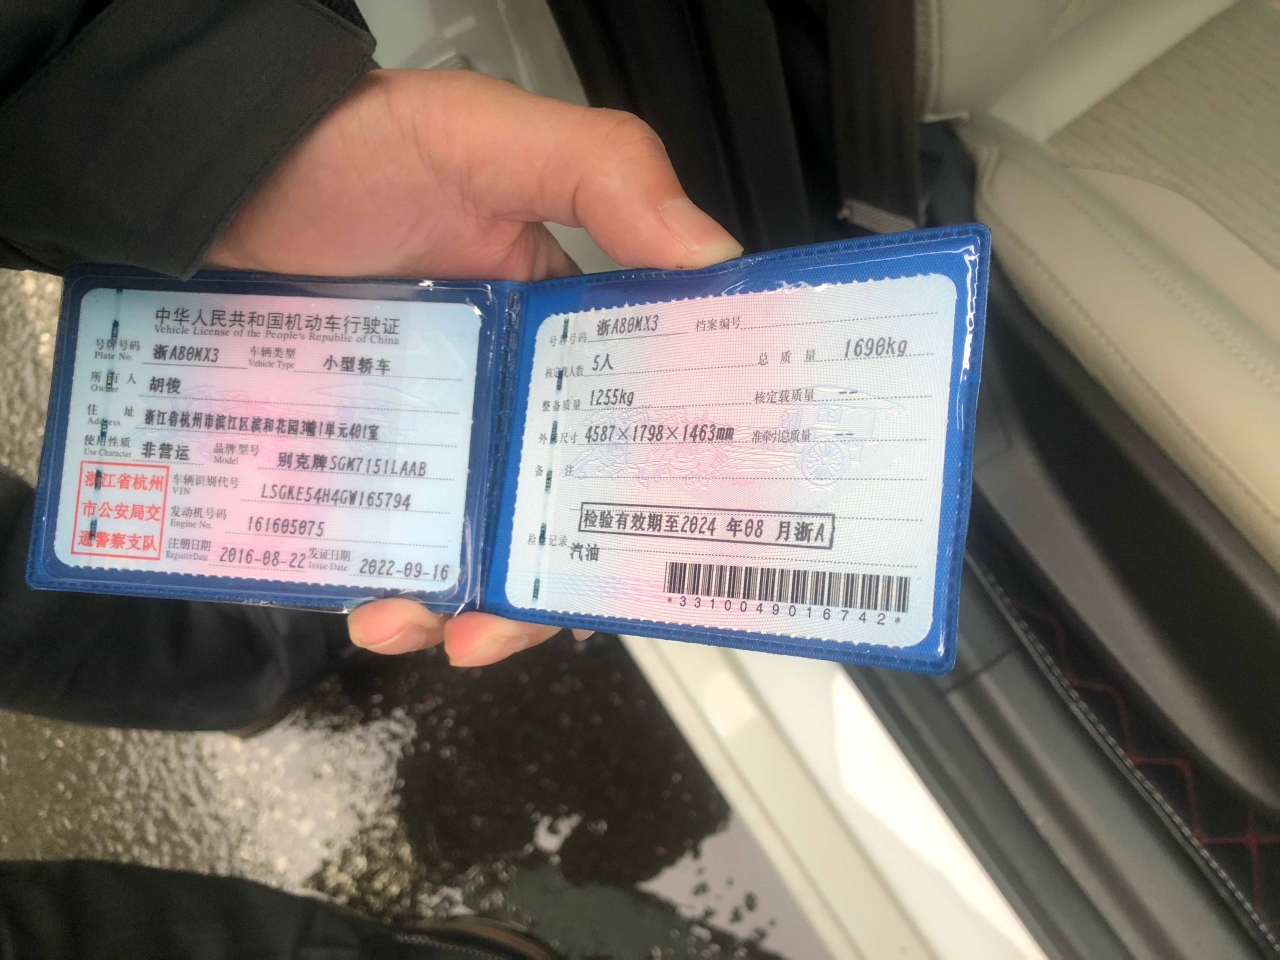 中华人民共和国机动车行驶证
Vehicle License of the People's Republic of China
号牌号码 浙A80MX3 车辆类型 小型轿车
Plate No. Vehicle Type
所有人 胡俊
Owner
住址 浙江省杭州市滨江区滨和花园3幢1单元401室
Address
使用性质 非营运 品牌型号 别克牌SGM7151LAAB
Use Character Model
浙江省杭州
市公安局交
通警察支队
车辆识别代号 LSGKE54H4GW165794
VIN
发动机号码 161605075
Engine No.
注册日期 2016-08-22 发证日期 2022-09-16
Register Date Issue Date
号牌号码 浙A80MX3 档案编号
核定载人数 5人 总质量 1690kg
整备质量 1255kg 核定载质量 --
外廓尺寸 4587×1798×1463mm 准牵引总质量 --
备注
检验有效期至2024年08月浙A
检验记录 汽油
*3310049016742*